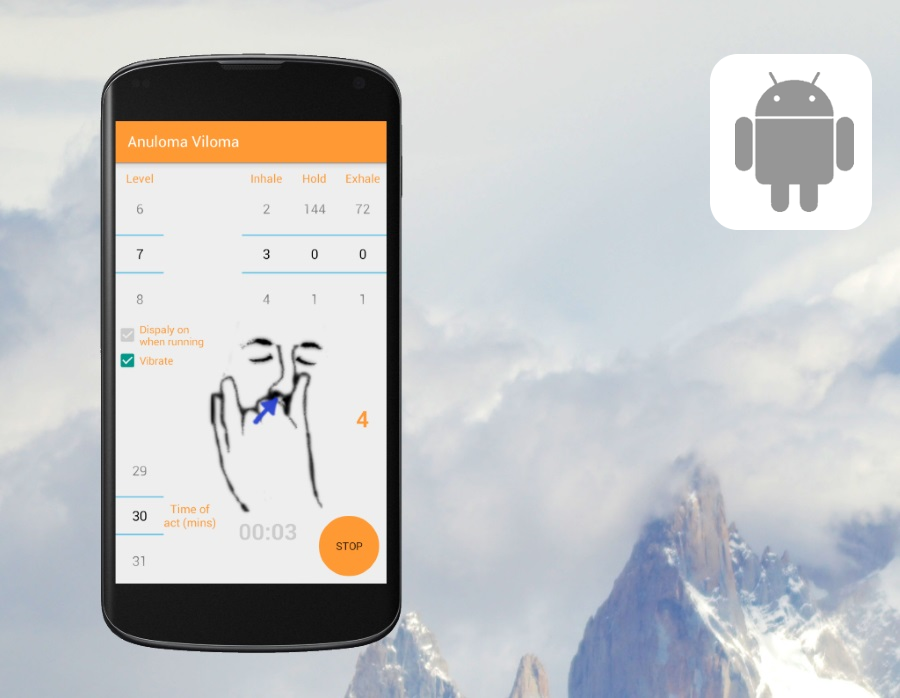 Anuloma Viloma
Level Inhale Hold Exhale
6 2 144 72
7 3 0 0
8 4 1 1
Dispaly on
when running
Vibrate
4
29
30
Time of
act (mins)
00:03
STOP
31